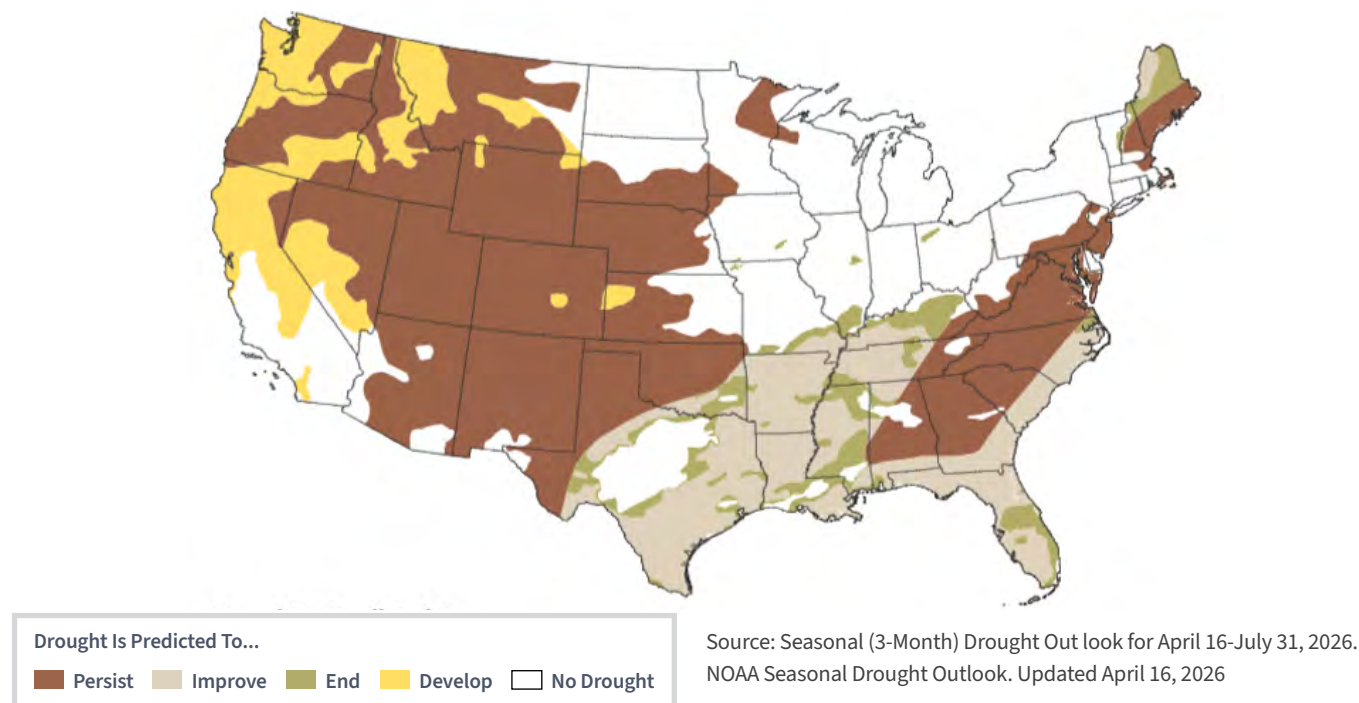 Drought Is Predicted To...
Persist Improve End Develop No Drought
Source: Seasonal (3-Month) Drought Out look for April 16-July 31, 2026.
NOAA Seasonal Drought Outlook. Updated April 16, 2026